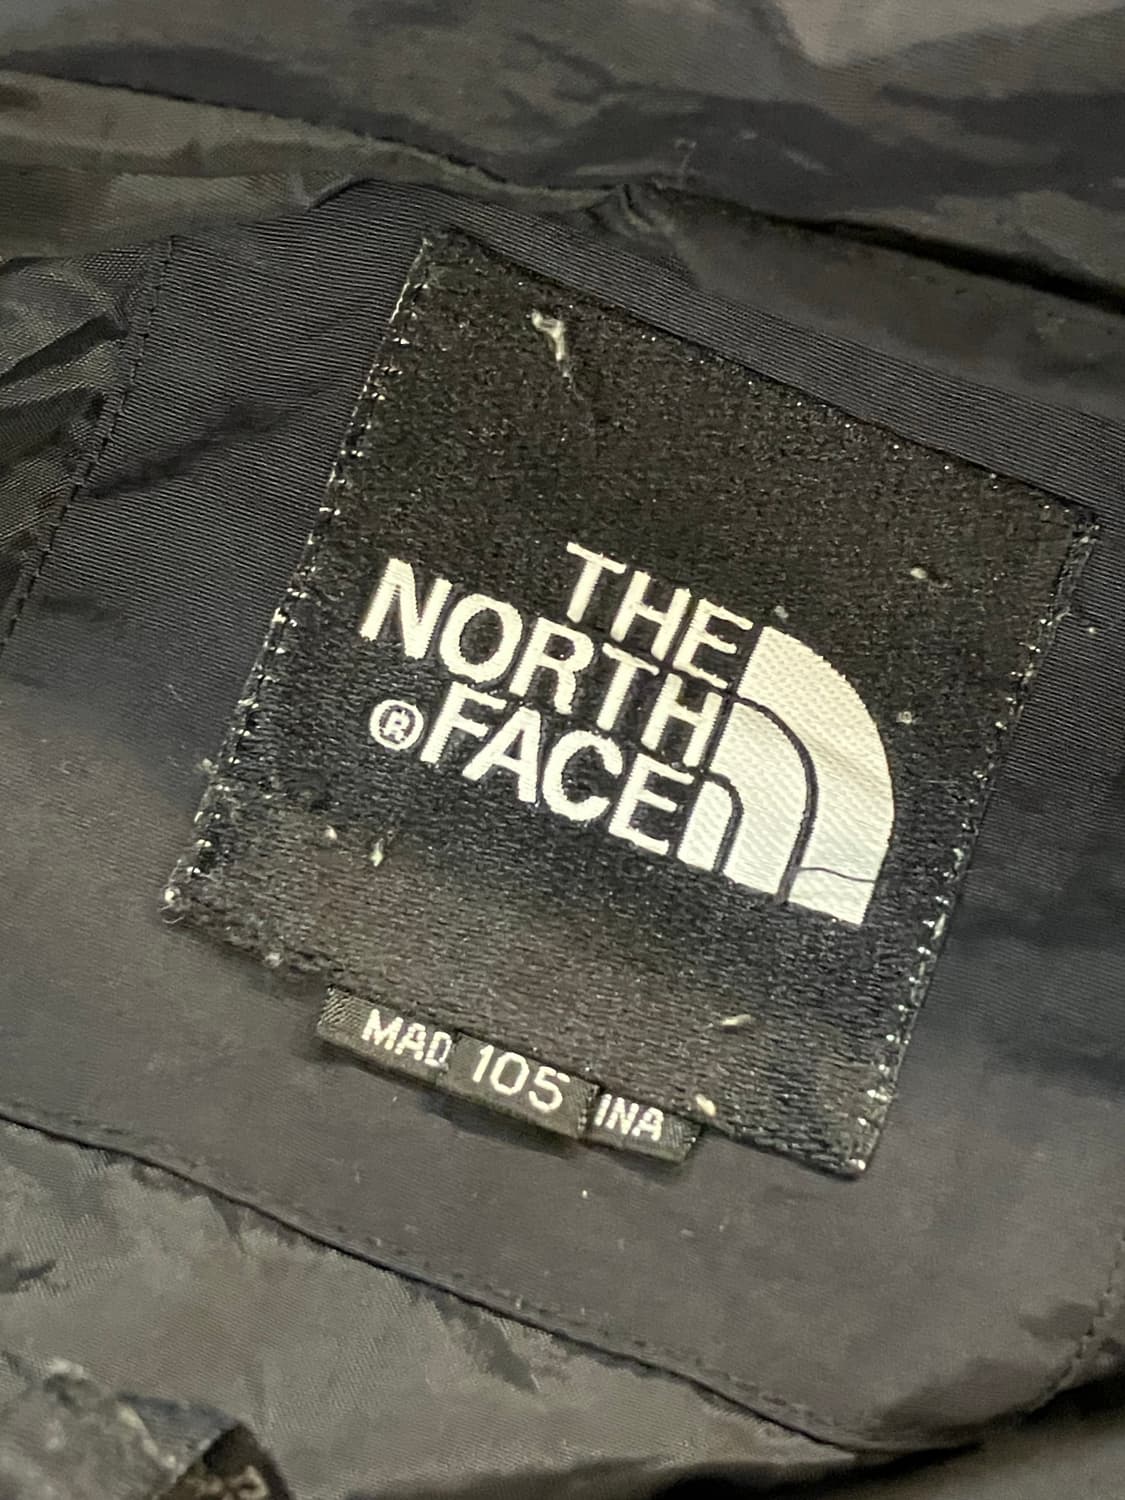 THE
NORTH
®FACE
MAD 105 INA